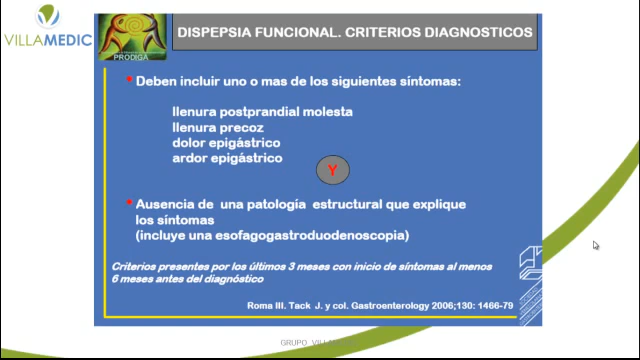 VILLAMEDIC
PRODIGA
DISPEPSIA FUNCIONAL. CRITERIOS DIAGNOSTICOS
Deben incluir uno o mas de los siguientes síntomas:
llenura postprandial molesta
llenura precoz
dolor epigástrico
ardor epigástrico
Y
Ausencia de una patología estructural que explique
los síntomas
(incluye una esofagogastroduodenoscopia)
Criterios presentes por los últimos 3 meses con inicio de síntomas al menos
6 meses antes del diagnóstico
Roma III. Tack J. y col. Gastroenterology 2006;130: 1466-79
GRUPO VILLA